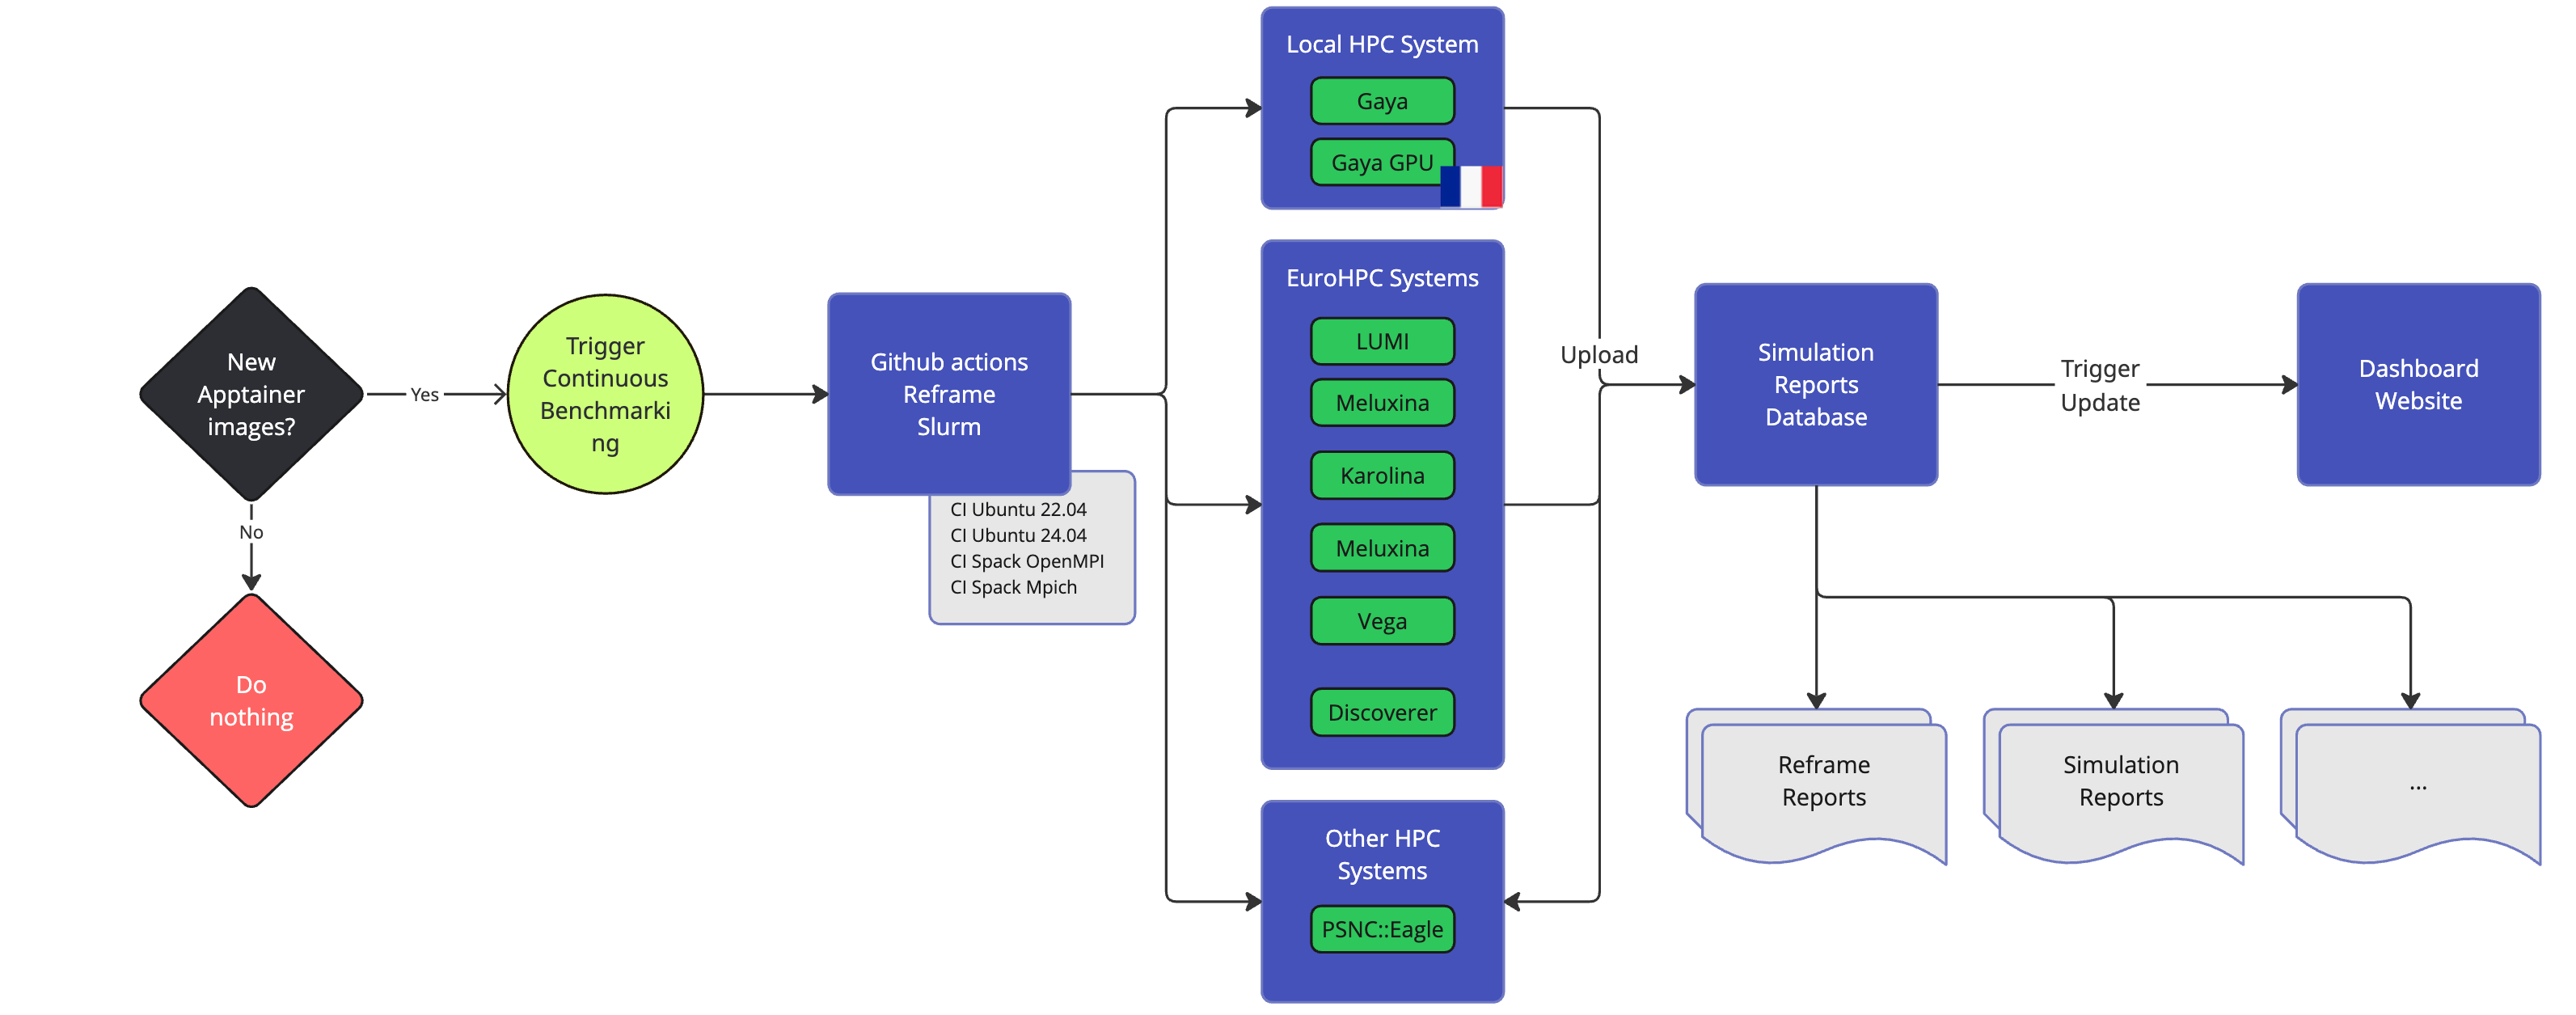 New
Apptainer
images?
Yes
No
Do
nothing
Trigger
Continuous
Benchmarki
ng
Github actions
Reframe
Slurm
CI Ubuntu 22.04
CI Ubuntu 24.04
CI Spack OpenMPI
CI Spack Mpich
Local HPC System
Gaya
Gaya GPU
EuroHPC Systems
LUMI
Meluxina
Karolina
Meluxina
Vega
Discoverer
Other HPC
Systems
PSNC::Eagle
Upload
Simulation
Reports
Database
Trigger
Update
Dashboard
Website
Reframe
Reports
Simulation
Reports
...